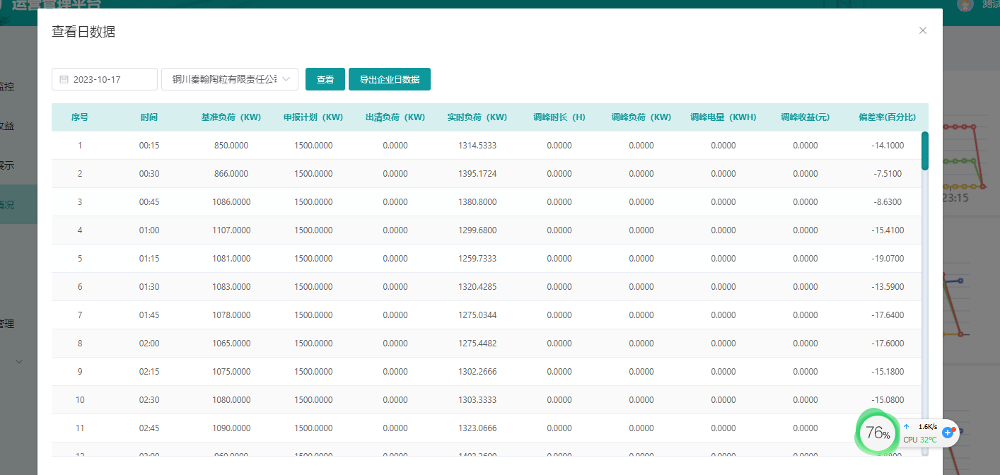 运营管理平台
测试
查看日数据
2023-10-17 铜川秦翰陶粒有限责任公司 查看 导出企业日数据
监控
收益
展示
情况
管理
序号 时间 基准负荷（KW） 申报计划（KW） 出清负荷（KW） 实时负荷（KW） 调峰时长（H） 调峰负荷（KW） 调峰电量（KWH） 调峰收益(元) 偏差率(百分比)
1 00:15 850.0000 1500.0000 0.0000 1314.5333 0.0000 0.0000 0.0000 0.0000 -14.1000
2 00:30 866.0000 1500.0000 0.0000 1395.1724 0.0000 0.0000 0.0000 0.0000 -7.5100
3 00:45 1086.0000 1500.0000 0.0000 1380.8000 0.0000 0.0000 0.0000 0.0000 -8.6300
4 01:00 1107.0000 1500.0000 0.0000 1299.6800 0.0000 0.0000 0.0000 0.0000 -15.4100
5 01:15 1081.0000 1500.0000 0.0000 1259.7333 0.0000 0.0000 0.0000 0.0000 -19.0700
6 01:30 1083.0000 1500.0000 0.0000 1320.4285 0.0000 0.0000 0.0000 0.0000 -13.5900
7 01:45 1078.0000 1500.0000 0.0000 1275.0344 0.0000 0.0000 0.0000 0.0000 -17.6400
8 02:00 1065.0000 1500.0000 0.0000 1275.4482 0.0000 0.0000 0.0000 0.0000 -17.6000
9 02:15 1075.0000 1500.0000 0.0000 1302.2666 0.0000 0.0000 0.0000 0.0000 -15.1800
10 02:30 1080.0000 1500.0000 0.0000 1303.3333 0.0000 0.0000 0.0000 0.0000 -15.0800
11 02:45 1090.0000 1500.0000 0.0000 1323.0666 0.0000 0.0000 0.0000 0.0000
23:15
76% 1.6K/s
CPU 32℃